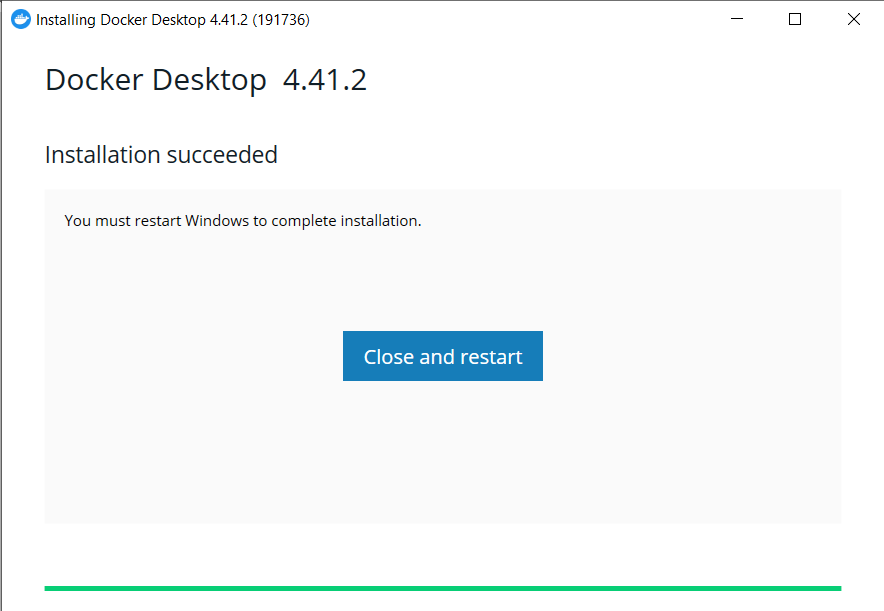 Installing Docker Desktop 4.41.2 (191736)
Docker Desktop 4.41.2
Installation succeeded
You must restart Windows to complete installation.
Close and restart